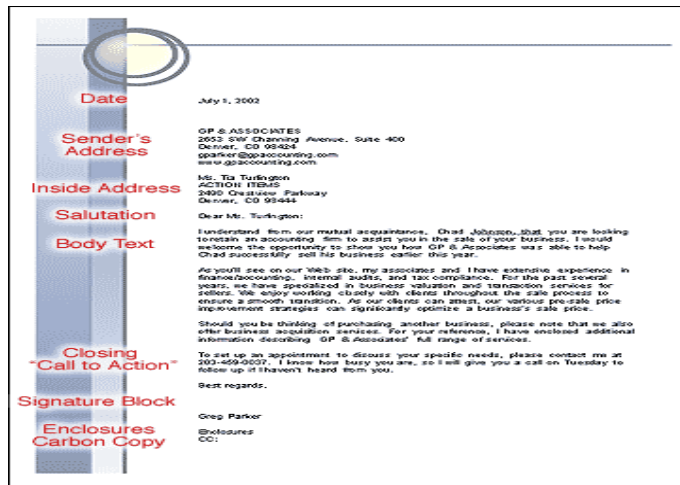 Date
July 1, 2002
Sender's
Address
GP & ASSOCIATES
2653 SW Channing Avenue, Suite 400
Denver, CO 98424
gparker@gpaccounting.com
www.gpaccounting.com
Inside Address
Ms. Tia Turlington
ACTION ITEMS
2490 Crestview Parkway
Denver, CO 98444
Salutation
Dear Ms. Turlington:
Body Text
I understand from our mutual acquaintance, Chad Johnson, that you are looking
to retain an accounting firm to assist you in the sale of your business. I would
welcome the opportunity to show you how GP & Associates was able to help
Chad successfully sell his business earlier this year.
As you'll see on our Web site, my associates and I have extensive experience in
finance/accounting, internal audits, and tax compliance. For the past several
years, we have specialized in business valuation and transaction services for
sellers. We enjoy working closely with clients throughout the sale process to
ensure a smooth transition. As our clients can attest, our various pre-sale price
improvement strategies can significantly optimize a business's sale price.
Should you be thinking of purchasing another business, please note that we also
offer business acquisition services. For your reference, I have enclosed additional
information describing GP & Associates' full range of services.
Closing
"Call to Action"
To set up an appointment to discuss your specific needs, please contact me at
203-459-0037. I know how busy you are, so I will give you a call on Tuesday to
follow up if I haven't heard from you.
Best regards,
Signature Block
Greg Parker
Enclosures
Carbon Copy
Enclosures
CC: